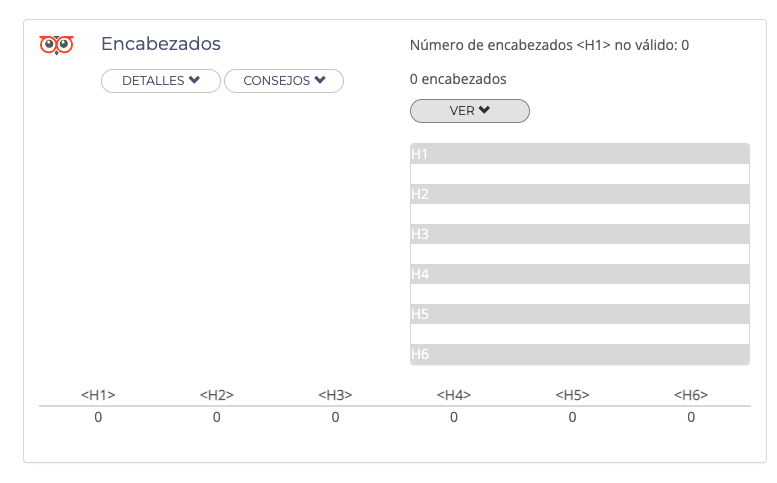 Encabezados
DETALLES CONSEJOS
Número de encabezados <H1> no válido: 0
0 encabezados
VER
H1
H2
H3
H4
H5
H6
<H1> <H2> <H3> <H4> <H5> <H6>
0 0 0 0 0 0